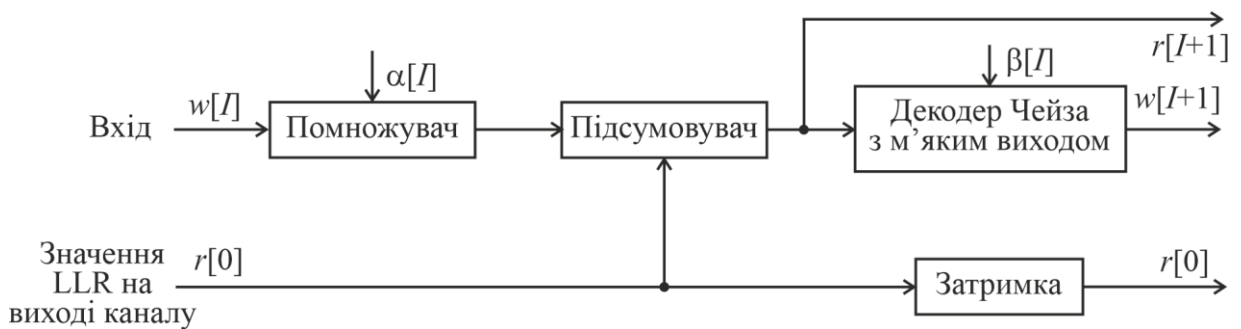 r[I+1]
α[I]
β[I]
Вхід
w[I]
Помножувач
Підсумовувач
Декодер Чейза
з м’яким виходом
w[I+1]
Значення
LLR на
виході каналу
r[0]
Затримка
r[0]